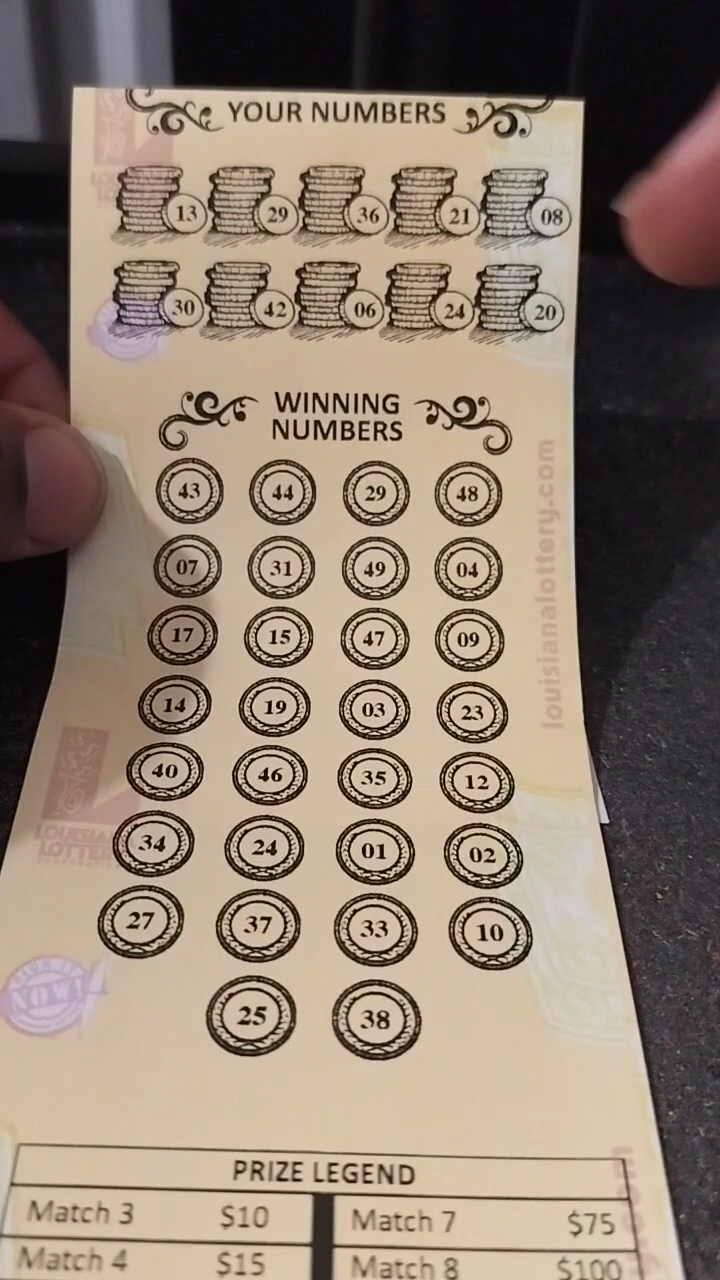 YOUR NUMBERS
13 29 36 21 08
30 42 06 24 20
WINNING
NUMBERS
43 44 29 48
07 31 49 04
17 15 47 09
14 19 03 23
40 46 35 12
34 24 01 02
27 37 33 10
25 38
PRIZE LEGEND
Match 3 $10 Match 7 $75
Match 4 $15 Match 8 $100
louisianalottery.com
LOTTER
NOW!